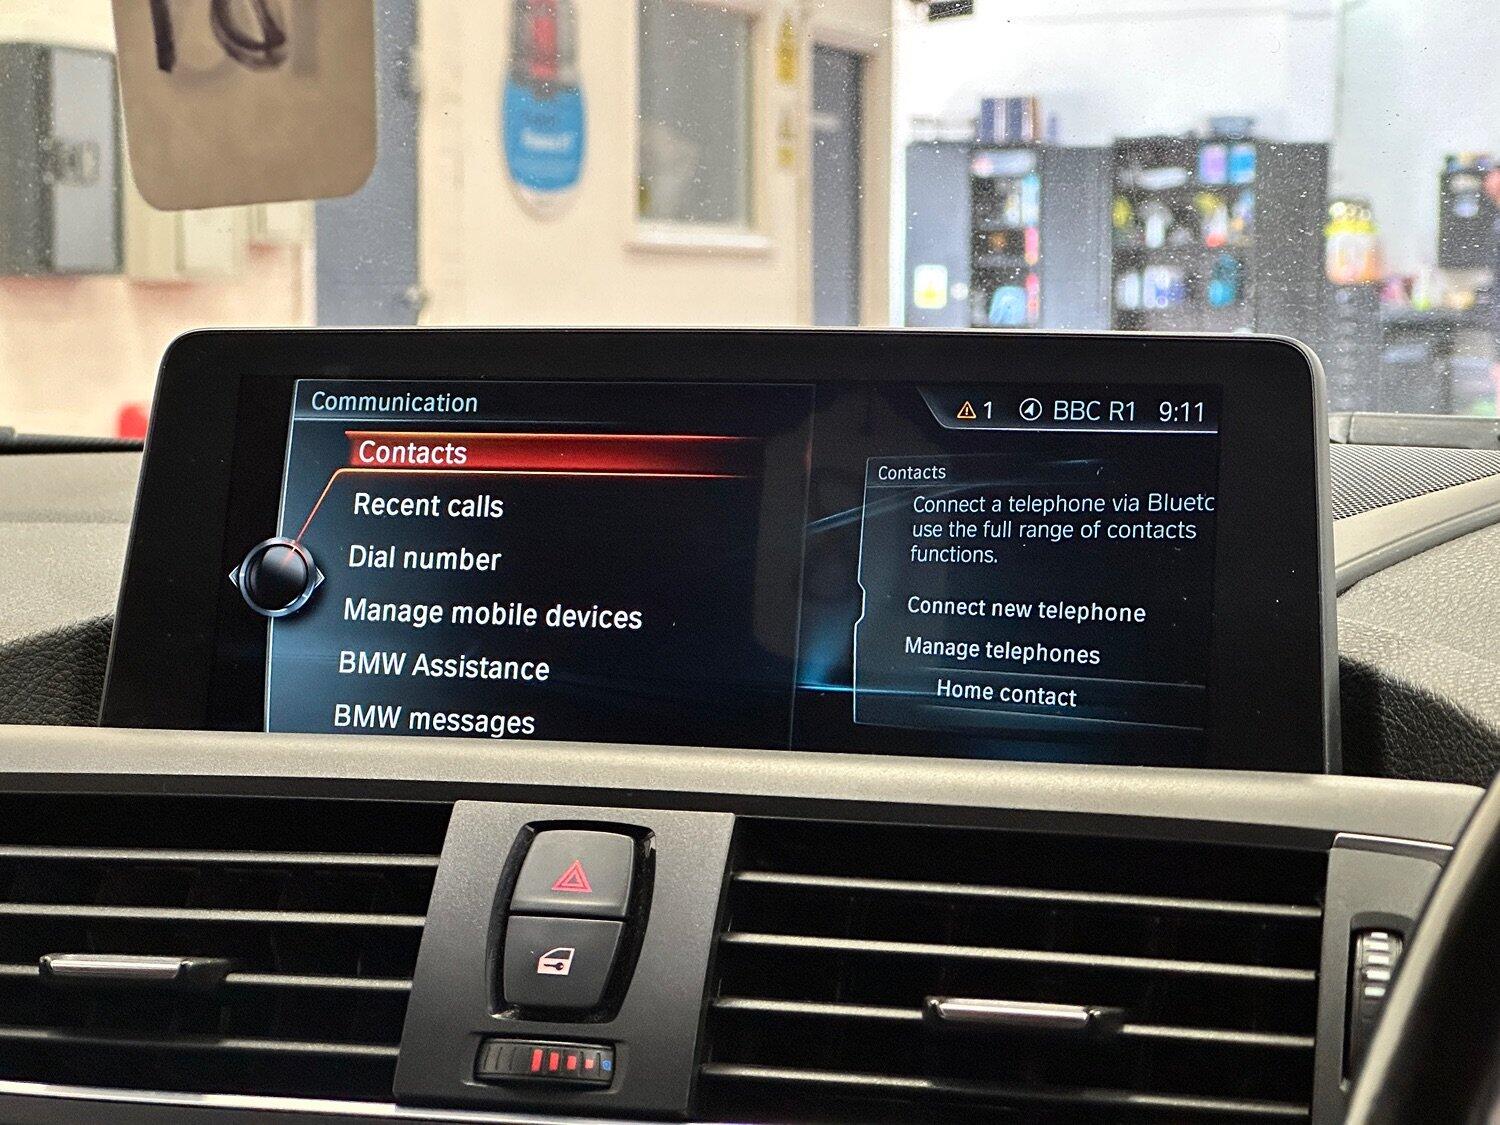 Communication
1 BBC R1 9:11
Contacts
Recent calls
Dial number
Manage mobile devices
BMW Assistance
BMW messages
Contacts
Connect a telephone via Bluetc
use the full range of contacts
functions.
Connect new telephone
Manage telephones
Home contact